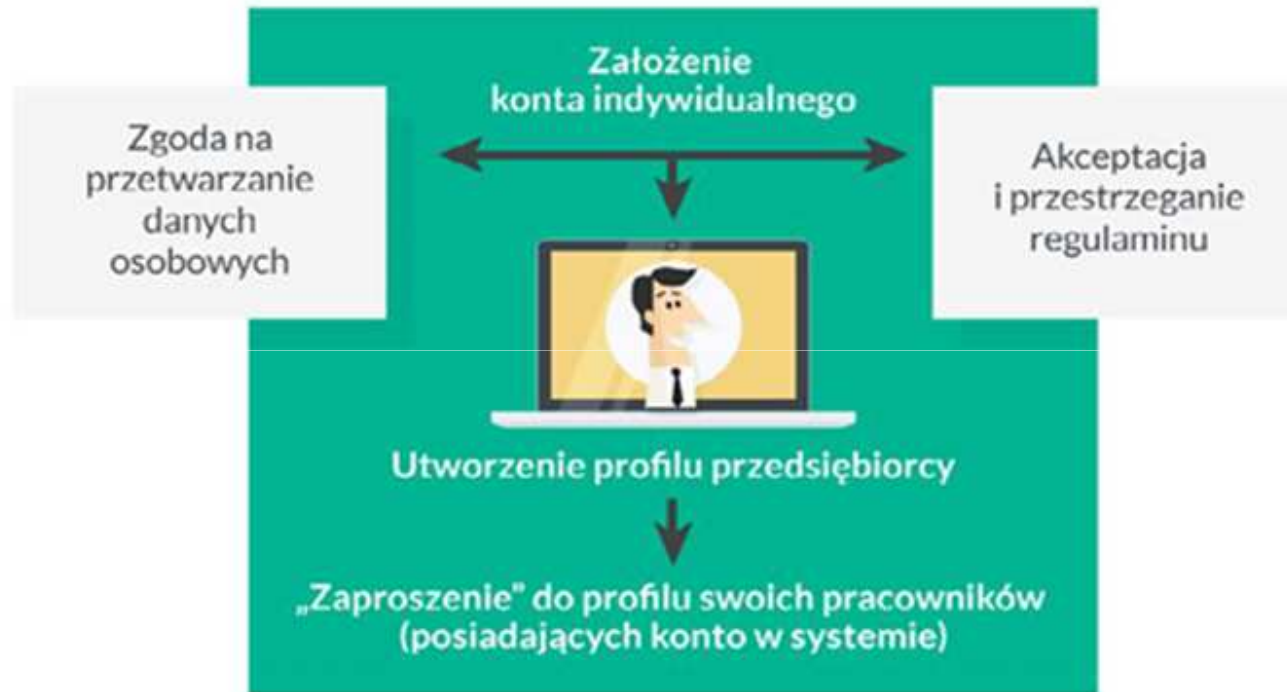 Założenie
konta indywidualnego
Zgoda na
przetwarzanie
danych
osobowych
Akceptacja
i przestrzeganie
regulaminu
Utworzenie profilu przedsiębiorcy
„Zaproszenie” do profilu swoich pracowników
(posiadających konto w systemie)